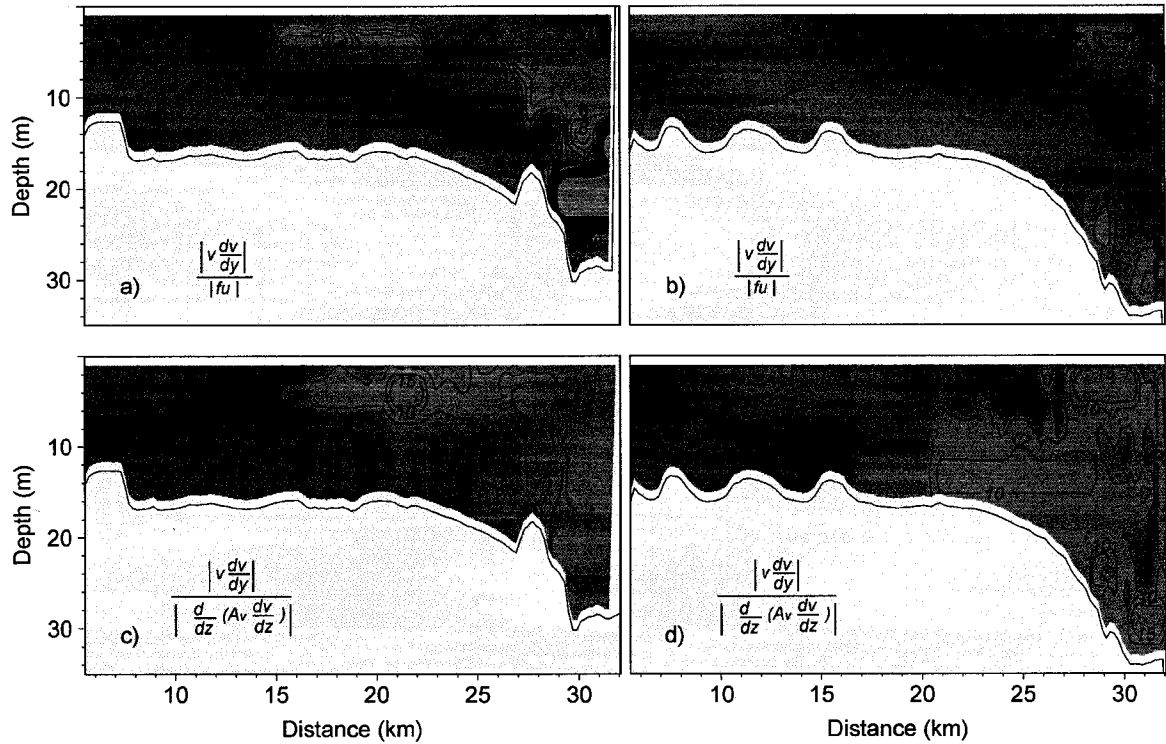 Depth (m)
10
20
30
a)
|v dv/dy|
|fu|
b)
|v dv/dy|
|fu|
Depth (m)
10
20
30
c)
|v dv/dy|
|d/dz (Av dv/dz)|
d)
|v dv/dy|
|d/dz (Av dv/dz)|
10
10
15
20
25
30
10
15
20
25
30
Distance (km)
Distance (km)